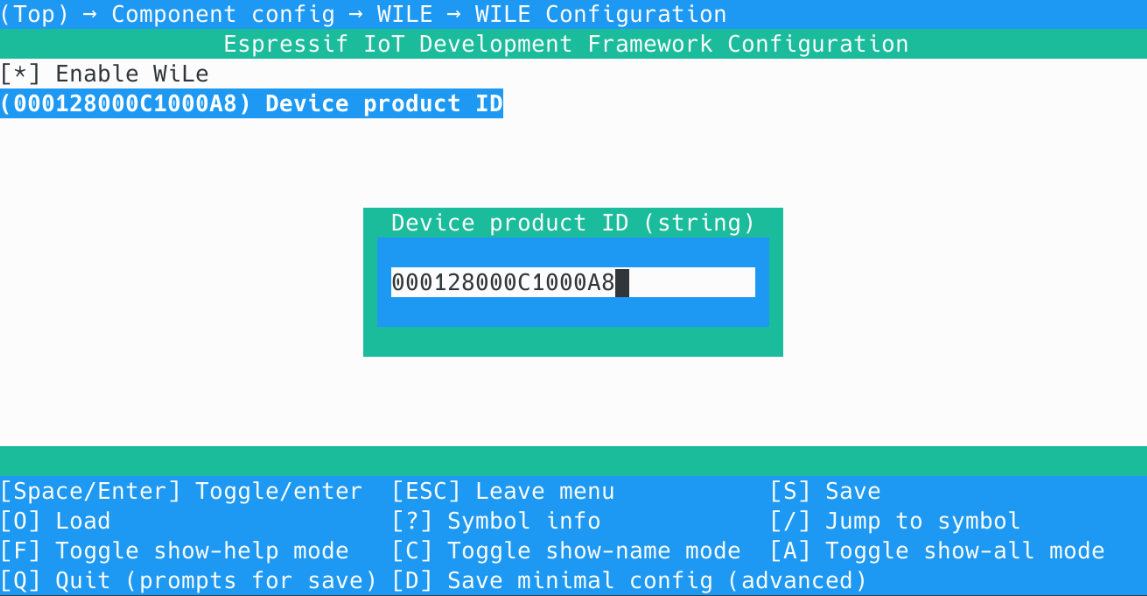 (Top) → Component config → WILE → WILE Configuration
Espressif IoT Development Framework Configuration
[*] Enable WiLe
(000128000C1000A8) Device product ID
Device product ID (string)
000128000C1000A8
[Space/Enter] Toggle/enter [ESC] Leave menu [S] Save
[O] Load [?] Symbol info [/] Jump to symbol
[F] Toggle show-help mode [C] Toggle show-name mode [A] Toggle show-all mode
[Q] Quit (prompts for save) [D] Save minimal config (advanced)